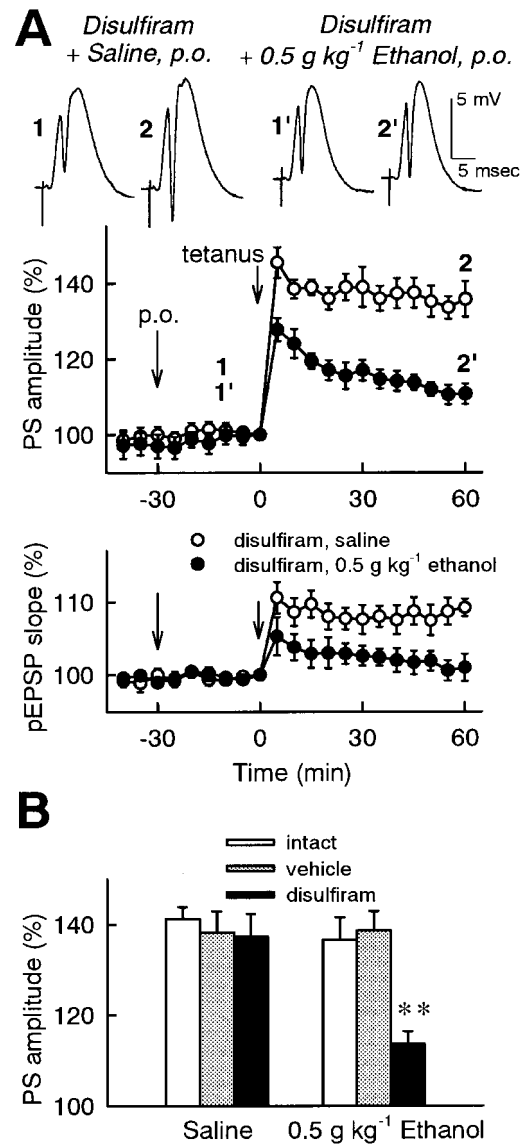 A
Disulfiram
+ Saline, p.o.
Disulfiram
+ 0.5 g kg⁻¹ Ethanol, p.o.
1
2
1'
2'
5 mV
5 msec
PS amplitude (%)
140
120
100
tetanus
p.o.
1
1'
2
2'
-30
0
30
60
disulfiram, saline
disulfiram, 0.5 g kg⁻¹ ethanol
pEPSP slope (%)
110
100
-30
0
30
60
Time (min)
B
intact
vehicle
disulfiram
PS amplitude (%)
140
120
100
**
Saline
0.5 g kg⁻¹ Ethanol